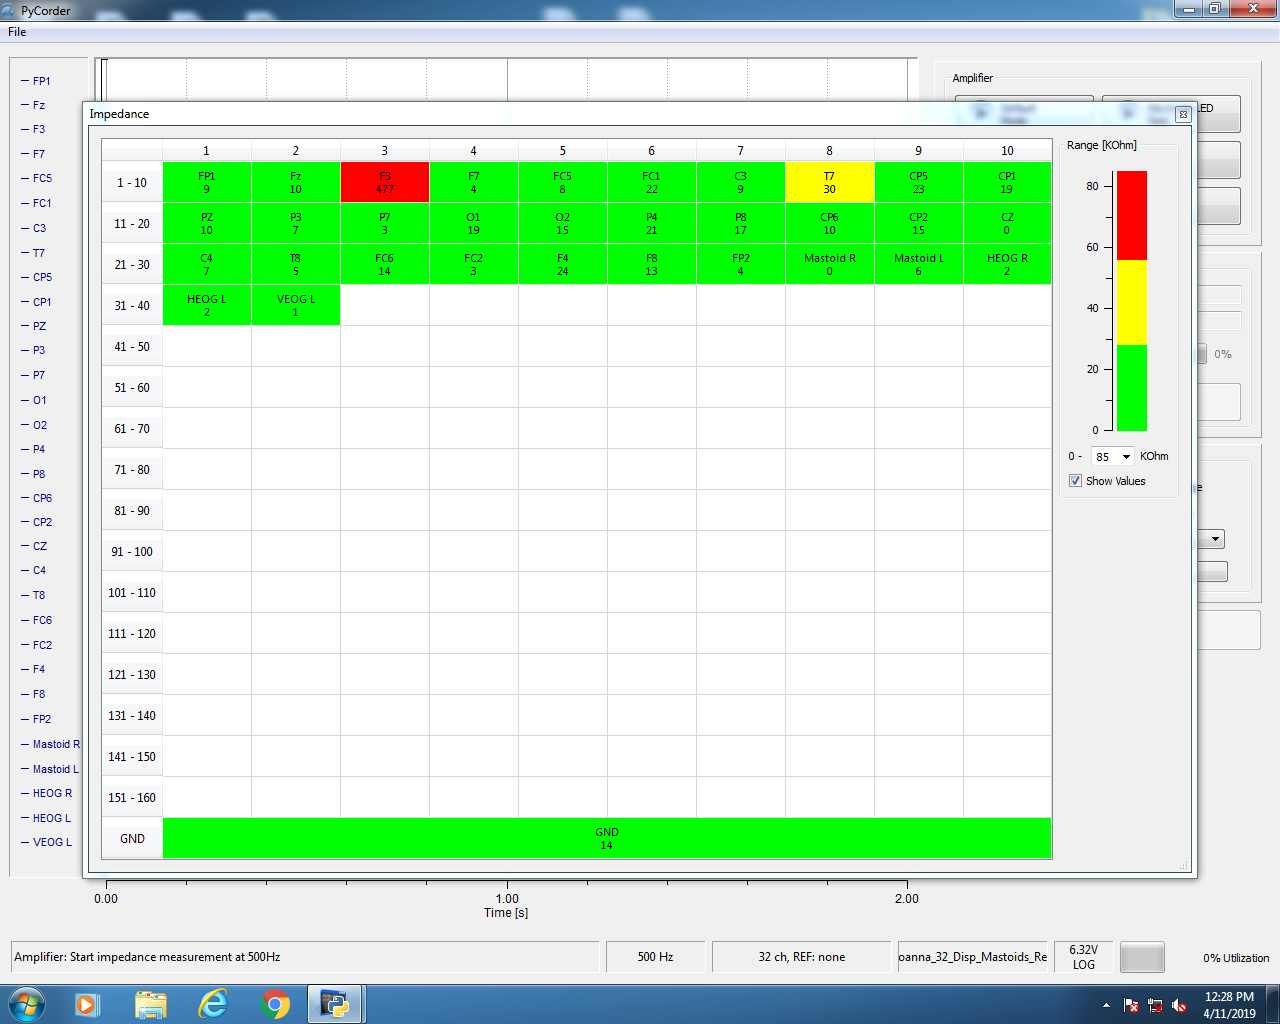 PyCorder
File
Amplifier
LED
FP1
Fz
F3
F7
FC5
FC1
C3
T7
CP5
CP1
PZ
P3
P7
O1
O2
P4
P8
CP6
CP2
CZ
C4
T8
FC6
FC2
F4
F8
FP2
Mastoid R
Mastoid L
HEOG R
HEOG L
VEOG L
Impedance
1 2 3 4 5 6 7 8 9 10
1 - 10 FP1 Fz F3 F7 FC5 FC1 C3 T7 CP5 CP1
9 10 477 4 8 22 9 30 23 19
11 - 20 PZ P3 P7 O1 O2 P4 P8 CP6 CP2 CZ
10 7 3 19 15 21 17 10 15 0
21 - 30 C4 T8 FC6 FC2 F4 F8 FP2 Mastoid R Mastoid L HEOG R
7 5 14 3 24 13 4 0 6 2
31 - 40 HEOG L VEOG L
2 1
41 - 50
51 - 60
61 - 70
71 - 80
81 - 90
91 - 100
101 - 110
111 - 120
121 - 130
131 - 140
141 - 150
151 - 160
GND GND
14
Range [KOhm]
80
60
40
20
0
0 - 85 KOhm
Show Values
0%
0.00 1.00 2.00
Time [s]
Amplifier: Start impedance measurement at 500Hz
500 Hz
32 ch, REF: none
oanna_32_Disp_Mastoids_Re
6.32V
LOG
0% Utilization
12:28 PM
4/11/2019